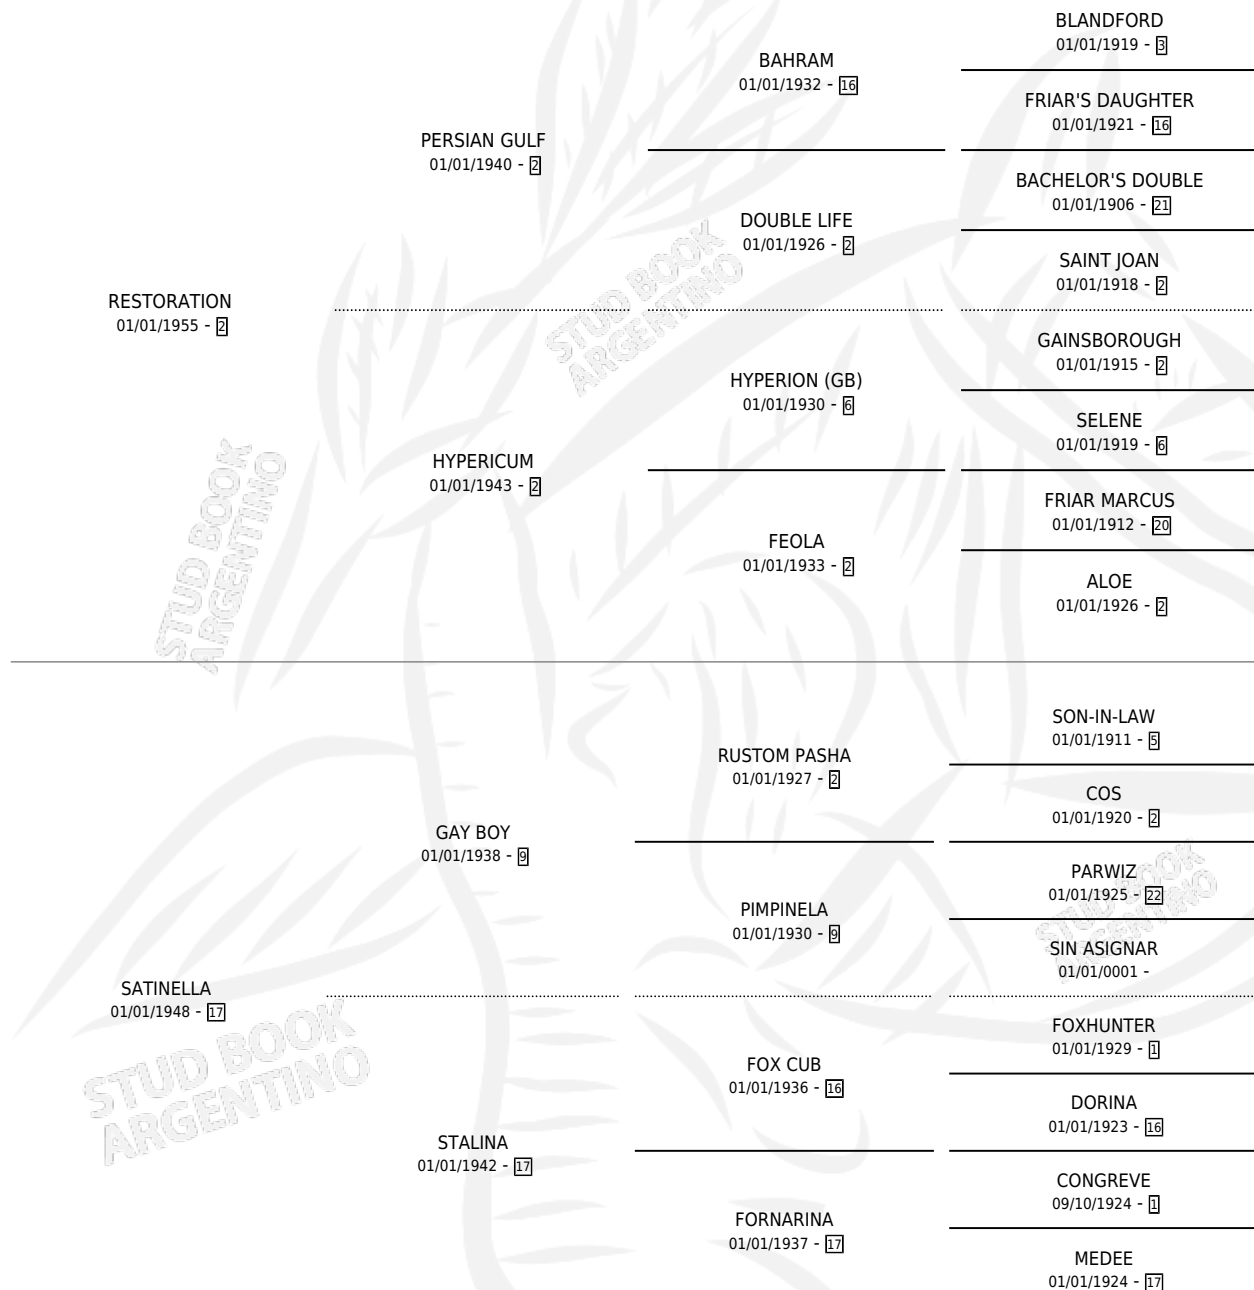 BLANDFORD
01/01/1919 - 3
BAHRAM
01/01/1932 - 16
FRIAR'S DAUGHTER
01/01/1921 - 16
PERSIAN GULF
01/01/1940 - 2
BACHELOR'S DOUBLE
01/01/1906 - 21
DOUBLE LIFE
01/01/1926 - 2
SAINT JOAN
01/01/1918 - 2
RESTORATION
01/01/1955 - 2
STUD BOOK
ARGENTINO
GAINSBOROUGH
01/01/1915 - 2
HYPERION (GB)
01/01/1930 - 6
SELENE
01/01/1919 - 6
HYPERICUM
01/01/1943 - 2
FRIAR MARCUS
01/01/1912 - 20
FEOLA
01/01/1933 - 2
ALOE
01/01/1926 - 2
STUD BOOK
ARGENTINO
SON-IN-LAW
01/01/1911 - 5
RUSTOM PASHA
01/01/1927 - 2
COS
01/01/1920 - 2
GAY BOY
01/01/1938 - 9
PARWIZ
01/01/1925 - 22
PIMPINELA
01/01/1930 - 9
STUD BOOK
ARGENTINO
SIN ASIGNAR
01/01/0001 -
SATINELLA
01/01/1948 - 17
STUD BOOK
ARGENTINO
FOXHUNTER
01/01/1929 - 1
FOX CUB
01/01/1936 - 16
DORINA
01/01/1923 - 16
STALINA
01/01/1942 - 17
CONGREVE
09/10/1924 - 1
FORNARINA
01/01/1937 - 17
MEDEE
01/01/1924 - 17